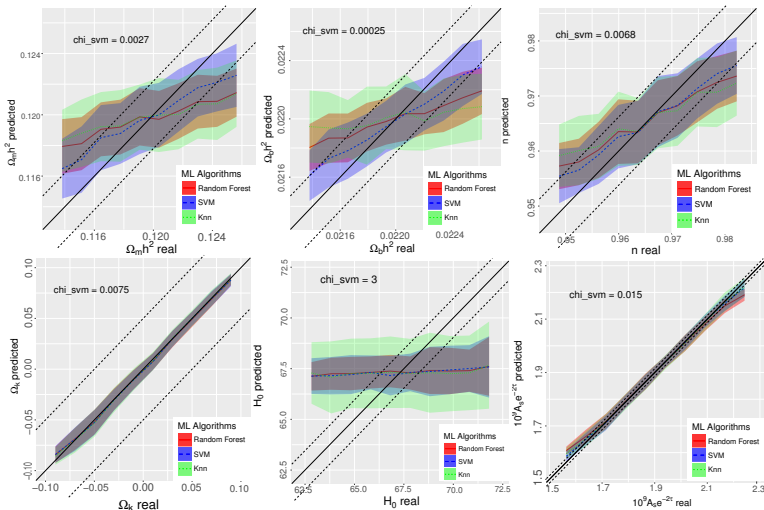 chi_svm = 0.0027
Ωmh² predicted
0.124
0.120
0.116
ML Algorithms
Random Forest
SVM
Knn
0.116 0.120 0.124
Ωmh² real
chi_svm = 0.00025
Ωbh² predicted
0.0224
0.0220
0.0216
ML Algorithms
Random Forest
SVM
Knn
0.0216 0.0220 0.0224
Ωbh² real
chi_svm = 0.0068
n predicted
0.98
0.97
0.96
0.95
ML Algorithms
Random Forest
SVM
Knn
0.95 0.96 0.97 0.98
n real
chi_svm = 0.0075
Ωk predicted
0.10
0.05
0.00
−0.05
−0.10
ML Algorithms
Random Forest
SVM
Knn
−0.10 −0.05 0.00 0.05 0.10
Ωk real
chi_svm = 3
H0 predicted
72.5
70.0
67.5
65.0
62.5
ML Algorithms
Random Forest
SVM
Knn
62.5 65.0 67.5 70.0 72.5
H0 real
chi_svm = 0.015
10⁹Ase−2τ predicted
2.3
2.1
1.9
1.7
1.5
ML Algorithms
Random Forest
SVM
Knn
1.5 1.7 1.9 2.1 2.3
10⁹Ase−2τ real